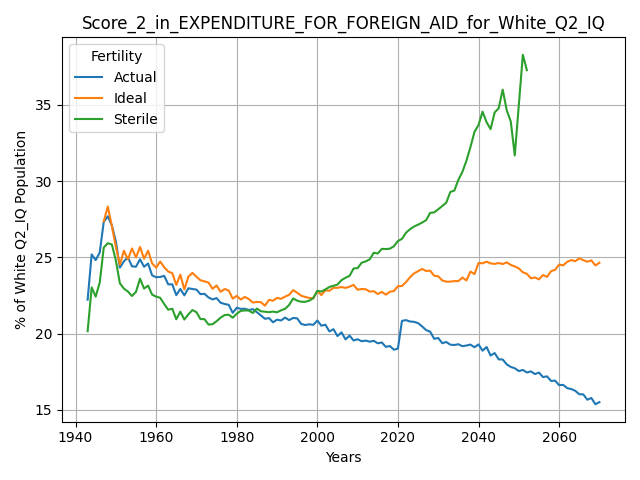 Score_2_in_EXPENDITURE_FOR_FOREIGN_AID_for_White_Q2_IQ
Fertility
Actual
Ideal
Sterile
% of White Q2_IQ Population
35
30
25
20
15
1940
1960
1980
2000
2020
2040
2060
Years